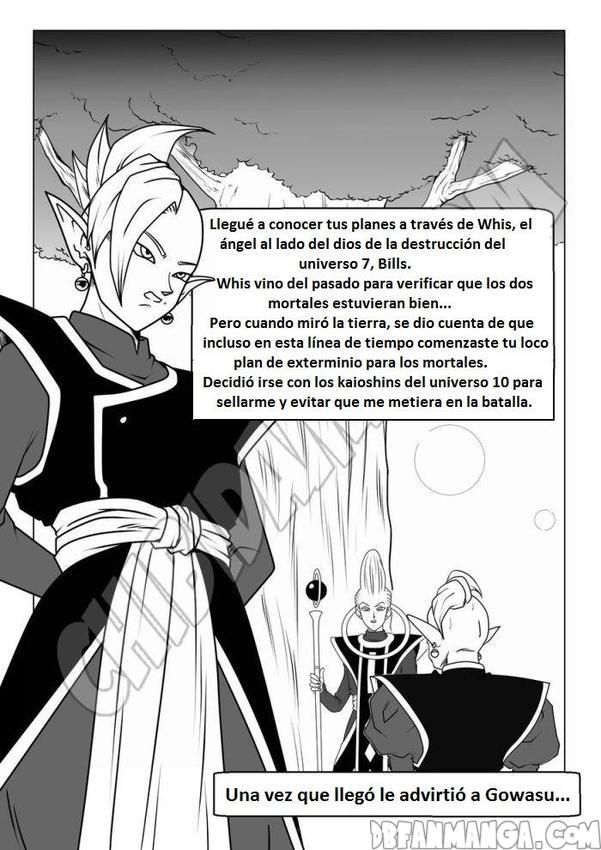 Llegué a conocer tus planes a través de Whis, el
ángel al lado del dios de la destrucción del
universo 7, Bills.
Whis vino del pasado para verificar que los dos
mortales estuvieran bien...
Pero cuando miró la tierra, se dio cuenta de que
incluso en esta línea de tiempo comenzaste tu loco
plan de exterminio para los mortales.
Decidió irse con los kaioshins del universo 10 para
sellarme y evitar que me metiera en la batalla.
Una vez que llegó le advirtió a Gowasu...
DBFANMANGA.COM